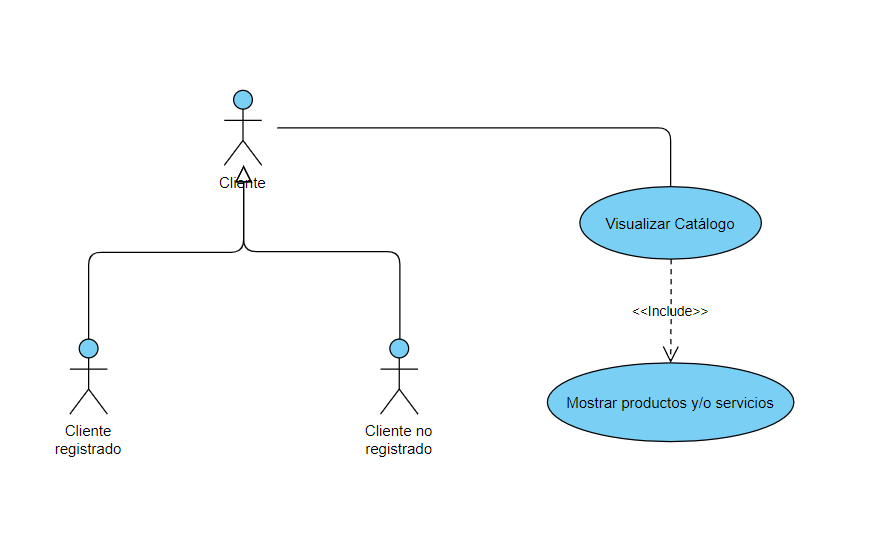 Cliente
Visualizar Catálogo
<<Include>>
Mostrar productos y/o servicios
Cliente
registrado
Cliente no
registrado